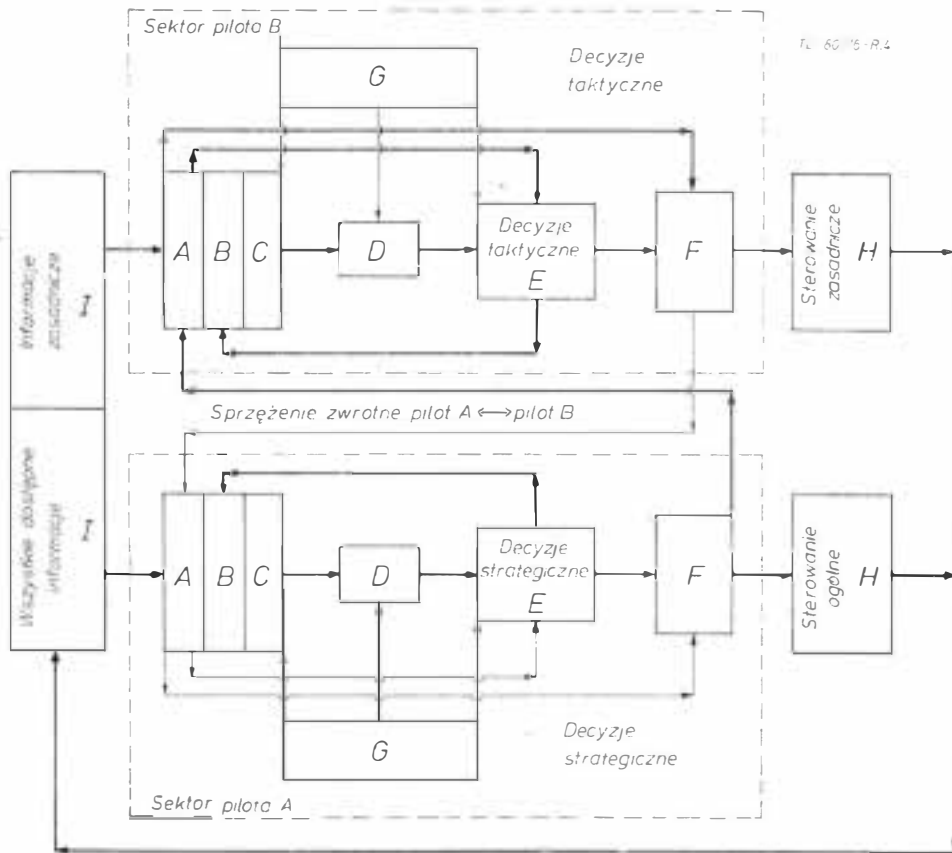 Sektor pilota B
Decyzje
taktyczne
G
Informacje
zasadnicze
A B C
D
Decyzje
taktyczne
E
F
Sterowanie
zasadnicze
H
Sprzężenie zwrotne pilot A ⟷ pilot B
Wszystkie dostępne
informacje
A B C
D
Decyzje
strategiczne
E
F
Sterowanie
ogólne
H
G
Decyzje
strategiczne
Sektor pilota A